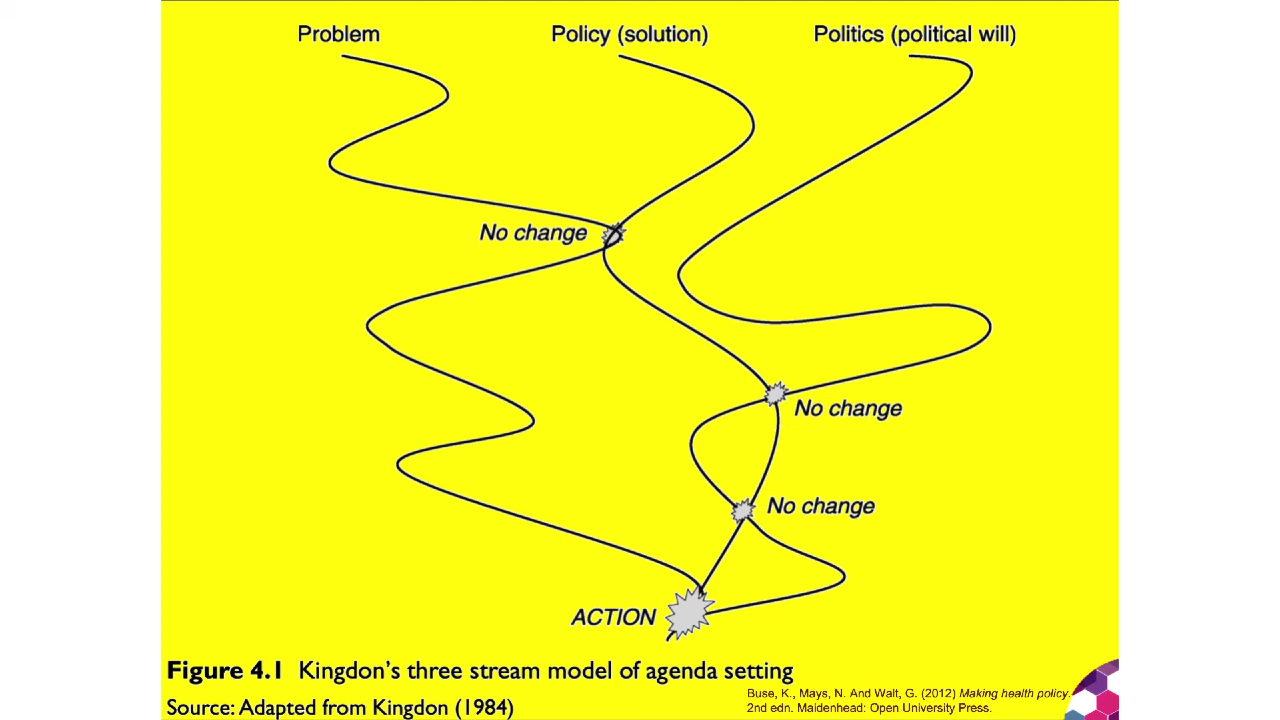 Problem
Policy (solution)
Politics (political will)
No change
No change
No change
ACTION
Figure 4.1 Kingdon's three stream model of agenda setting
Source: Adapted from Kingdon (1984)
Buse, K., Mays, N. And Walt, G. (2012) Making health policy.
2nd edn. Maidenhead: Open University Press.